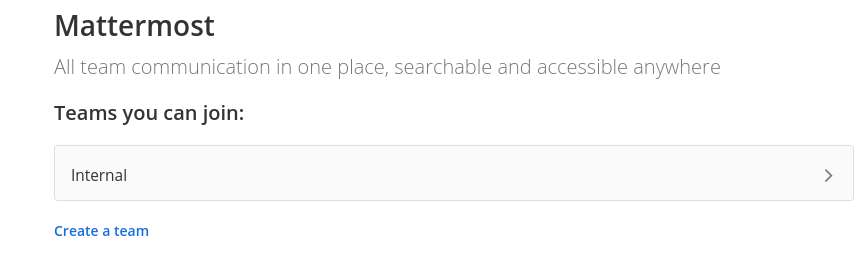 Mattermost
All team communication in one place, searchable and accessible anywhere
Teams you can join:
Internal
Create a team